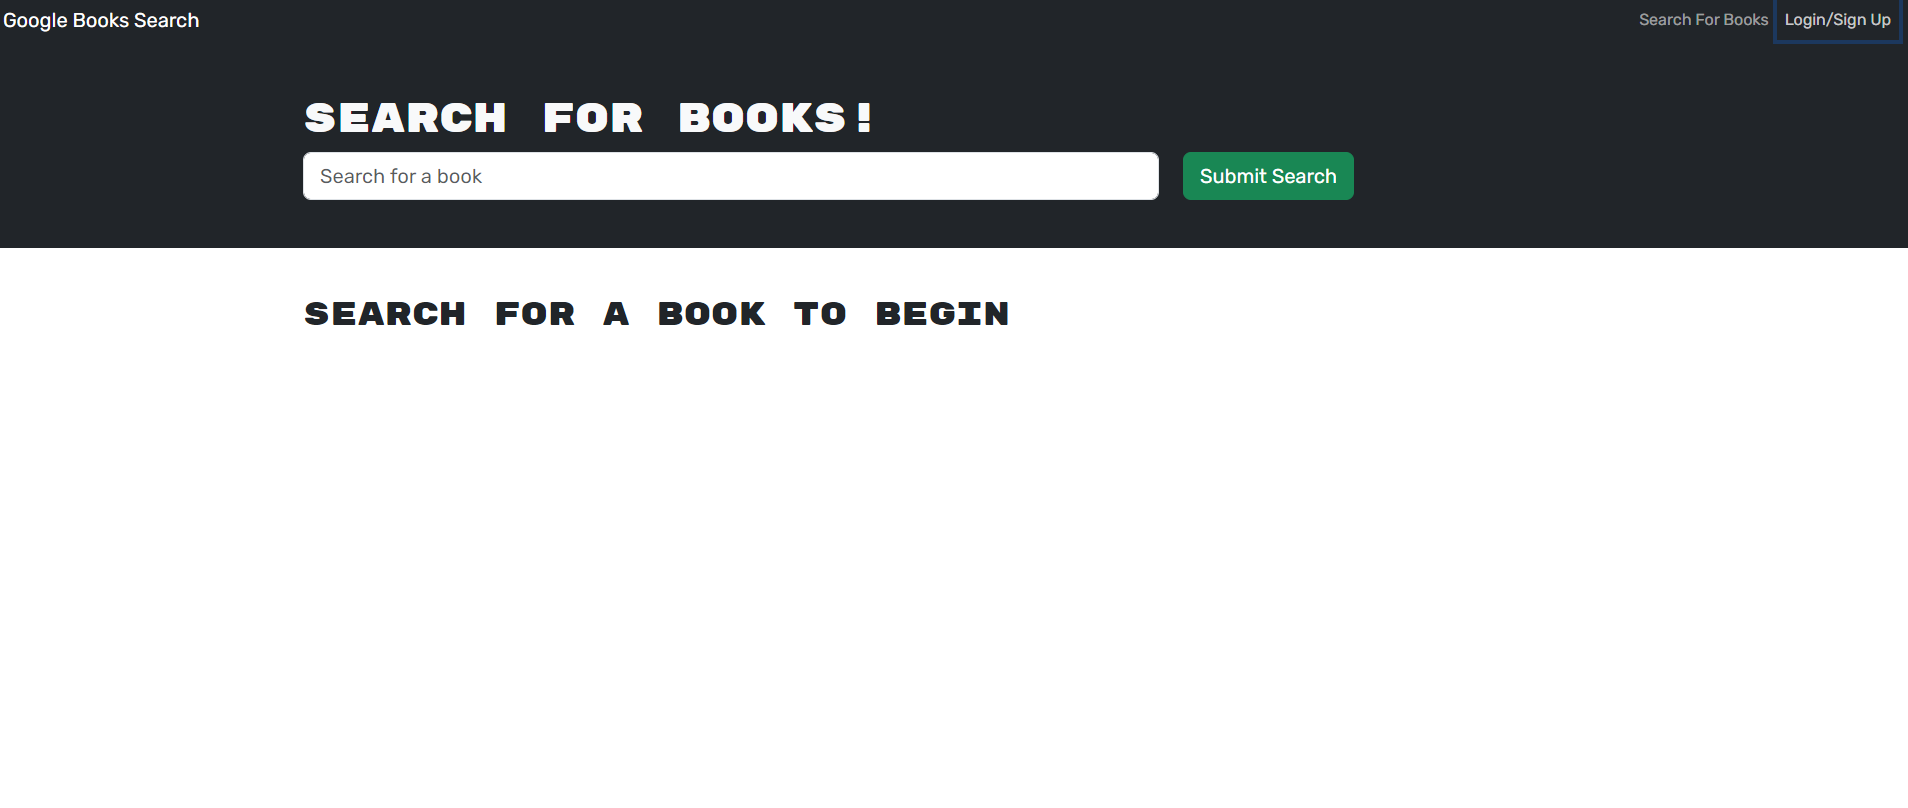 Google Books Search
Search For Books
Login/Sign Up
SEARCH FOR BOOKS!
Search for a book
Submit Search
SEARCH FOR A BOOK TO BEGIN